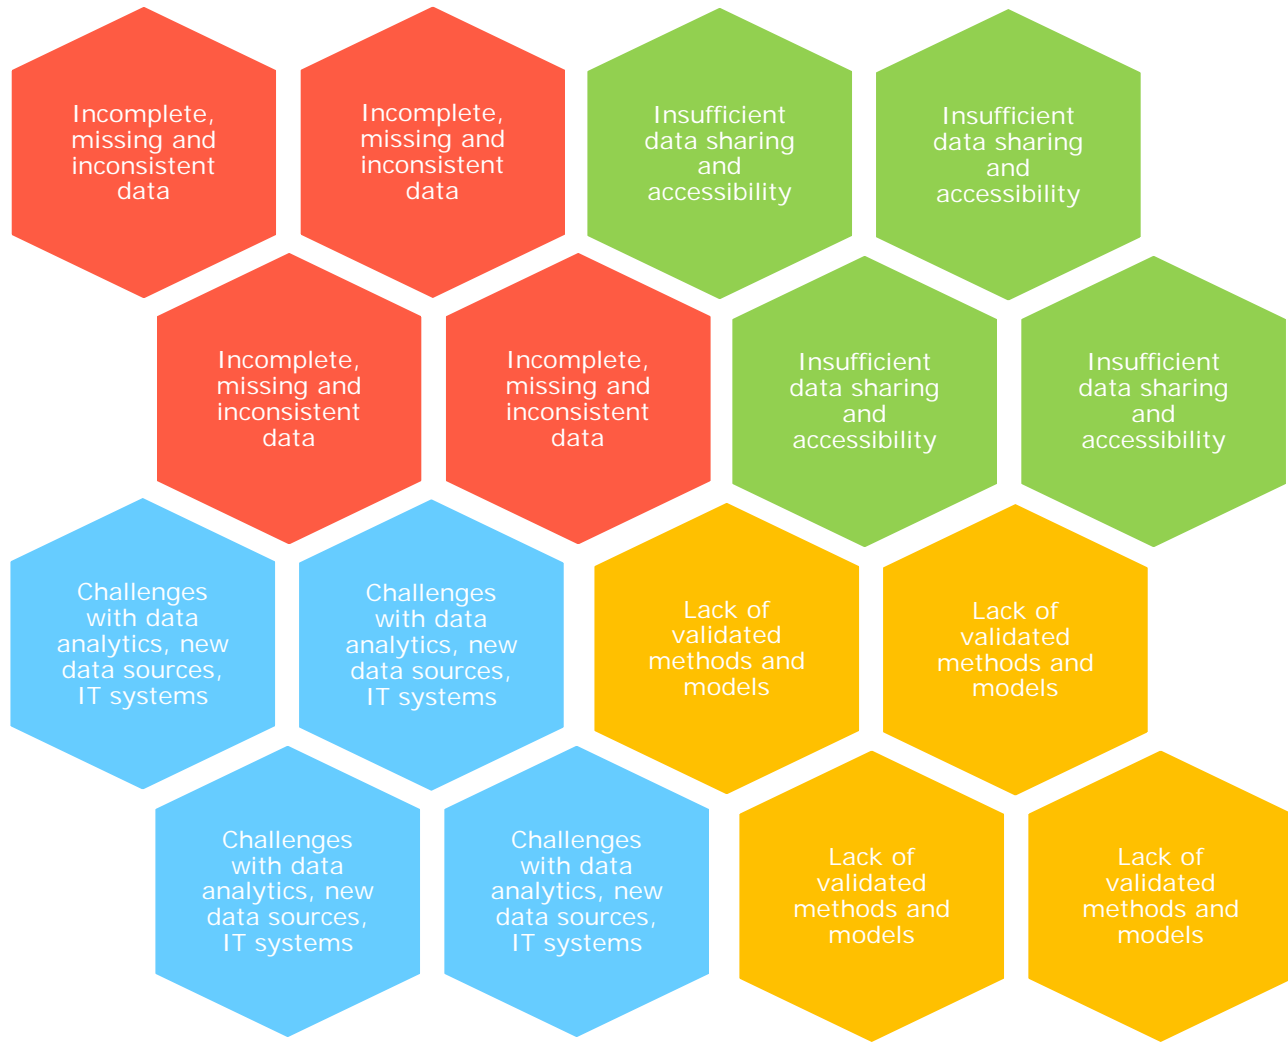 Incomplete,
missing and
inconsistent
data
Incomplete,
missing and
inconsistent
data
Insufficient
data sharing
and
accessibility
Insufficient
data sharing
and
accessibility
Incomplete,
missing and
inconsistent
data
Incomplete,
missing and
inconsistent
data
Insufficient
data sharing
and
accessibility
Insufficient
data sharing
and
accessibility
Challenges
with data
analytics, new
data sources,
IT systems
Challenges
with data
analytics, new
data sources,
IT systems
Lack of
validated
methods and
models
Lack of
validated
methods and
models
Challenges
with data
analytics, new
data sources,
IT systems
Challenges
with data
analytics, new
data sources,
IT systems
Lack of
validated
methods and
models
Lack of
validated
methods and
models